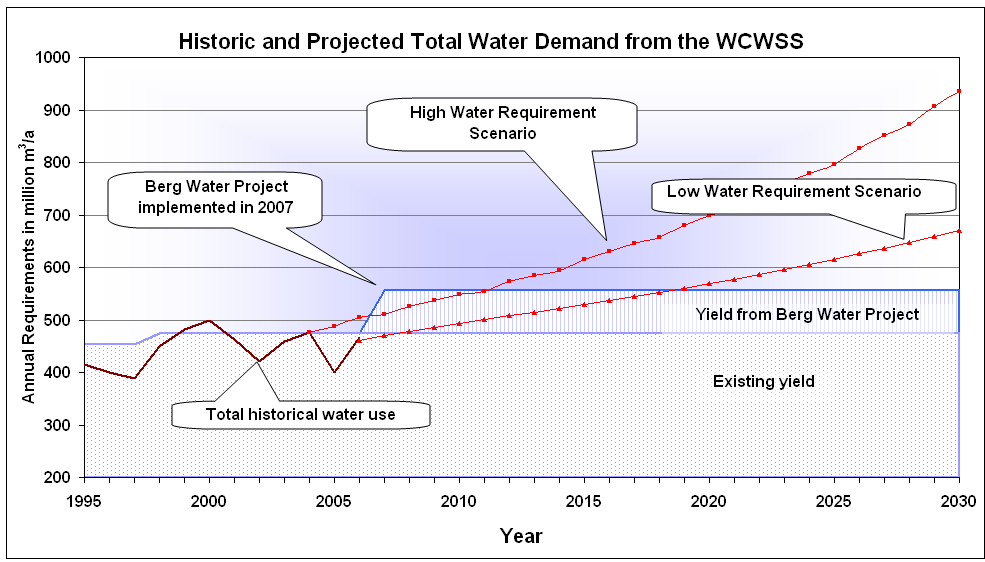 Historic and Projected Total Water Demand from the WCWSS
Annual Requirements in million m³/a
1000
900
800
700
600
500
400
300
200
High Water Requirement
Scenario
Berg Water Project
implemented in 2007
Low Water Requirement Scenario
Yield from Berg Water Project
Existing yield
Total historical water use
1995
2000
2005
2010
2015
2020
2025
2030
Year